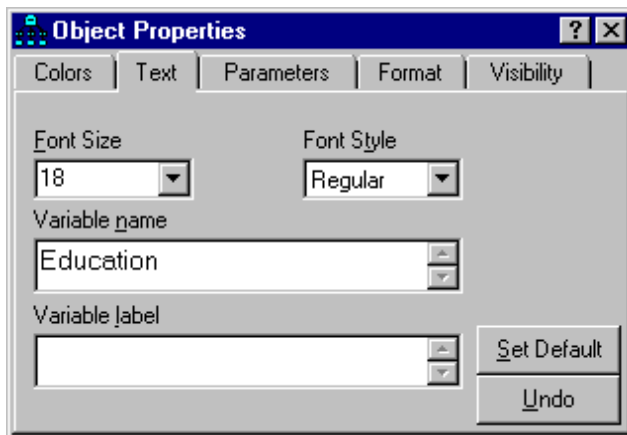 Object Properties ? X
Colors Text Parameters Format Visibility
Font Size Font Style
18 Regular
Variable name
Education
Variable label
Set Default
Undo